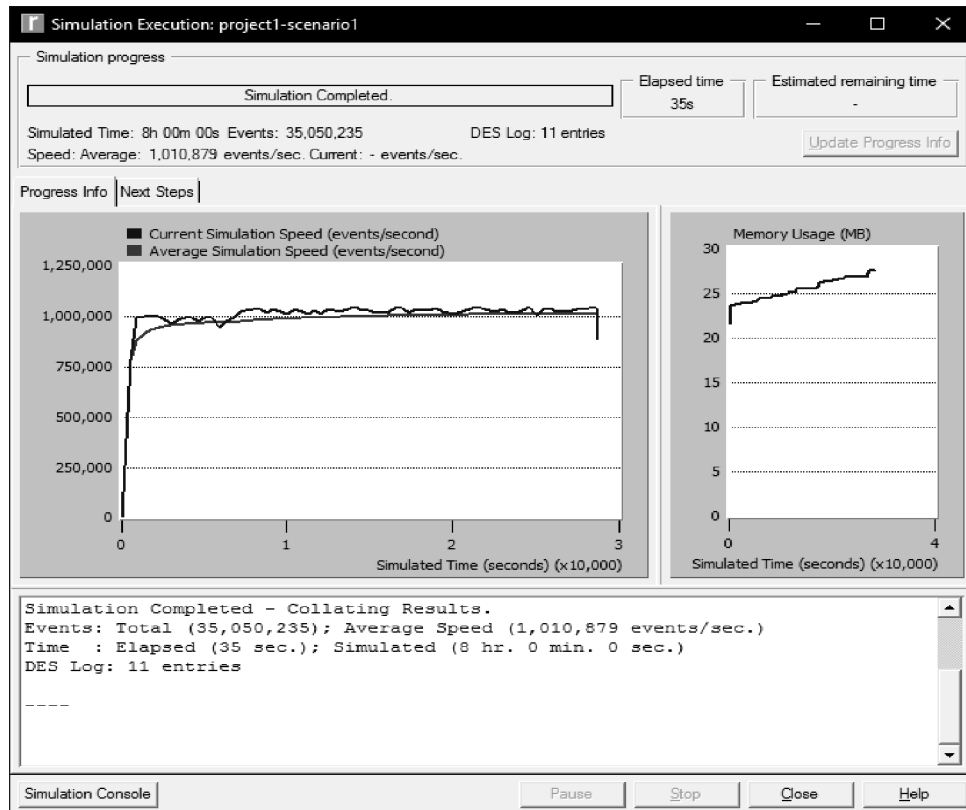 r Simulation Execution: project1-scenario1
Simulation progress
Simulation Completed.
Elapsed time
35s
Estimated remaining time
-
Simulated Time: 8h 00m 00s Events: 35,050,235 DES Log: 11 entries
Speed: Average: 1,010,879 events/sec. Current: - events/sec.
Update Progress Info
Progress Info Next Steps
Current Simulation Speed (events/second)
Average Simulation Speed (events/second)
1,250,000
1,000,000
750,000
500,000
250,000
0
0 1 2 3
Simulated Time (seconds) (x10,000)
Memory Usage (MB)
30
25
20
15
10
5
0
0 4
Simulated Time (seconds) (x10,000)
Simulation Completed - Collating Results.
Events: Total (35,050,235); Average Speed (1,010,879 events/sec.)
Time : Elapsed (35 sec.); Simulated (8 hr. 0 min. 0 sec.)
DES Log: 11 entries
----
Simulation Console Pause Stop Close Help